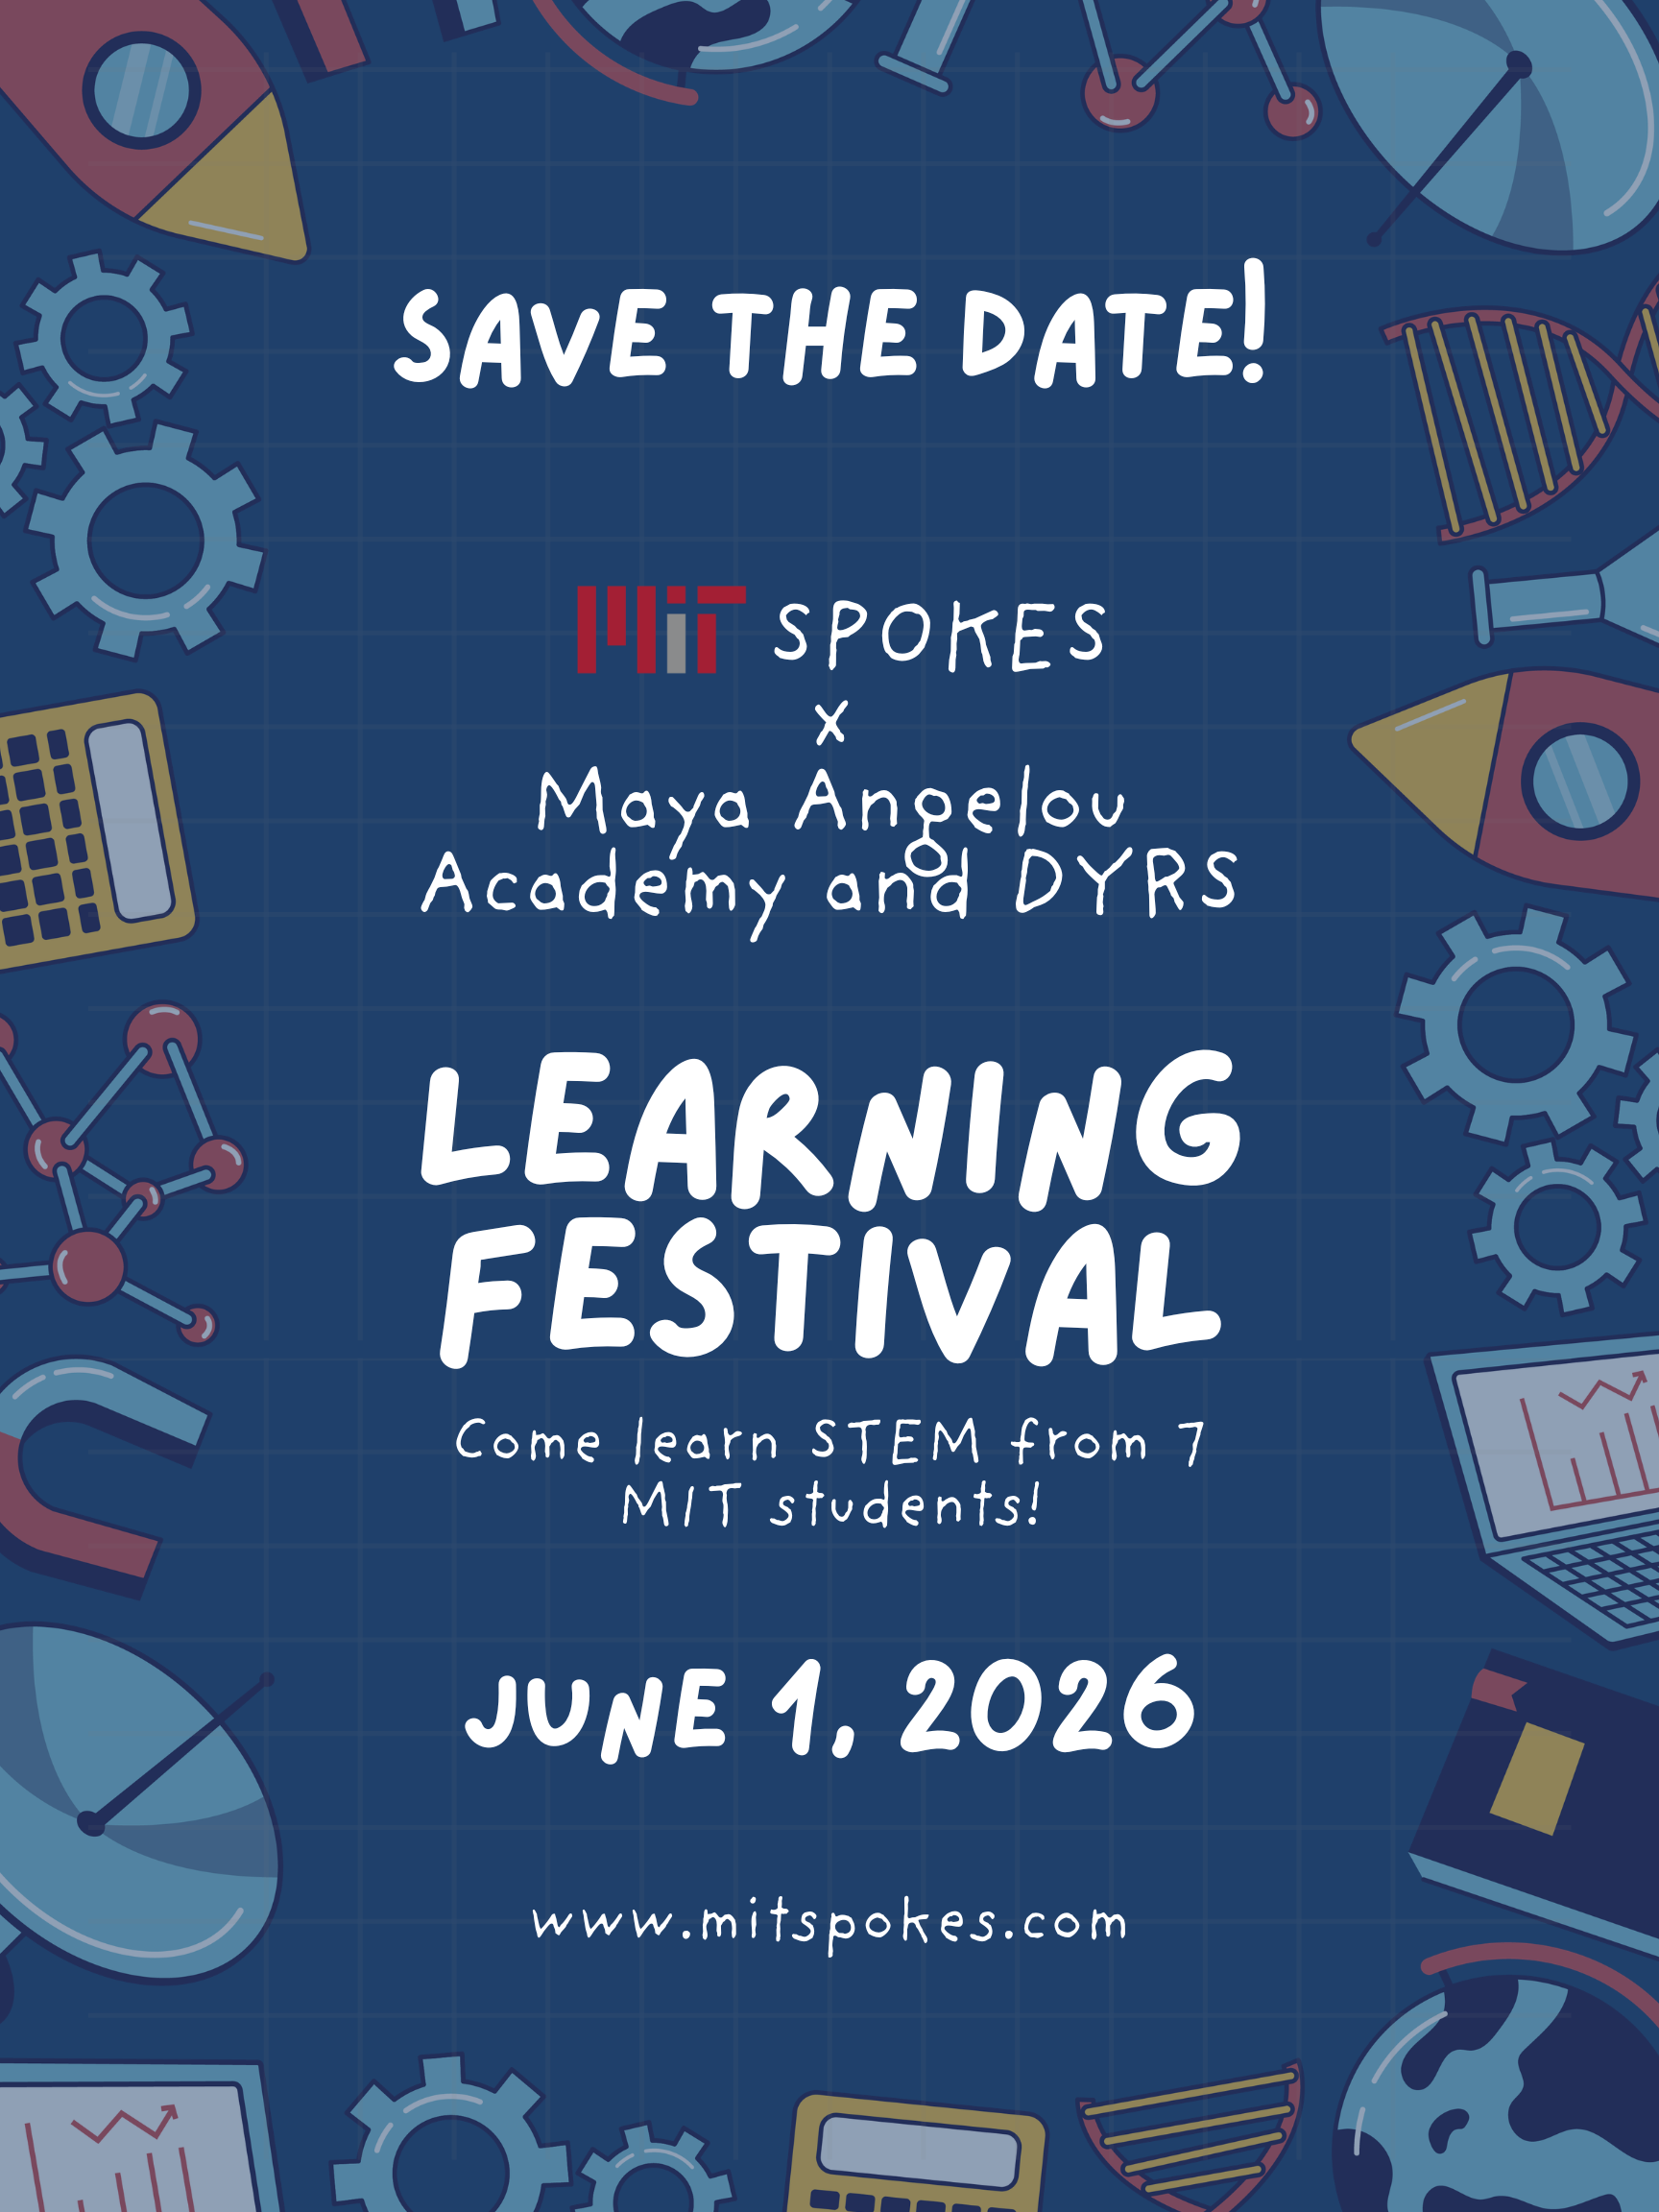 SAVE THE DATE!
MIT SPOKES
x
Maya Angelou
Academy and DYRS
LEARNING
FESTIVAL
Come learn STEM from 7
MIT students!
JUNE 1, 2026
www.mitspokes.com